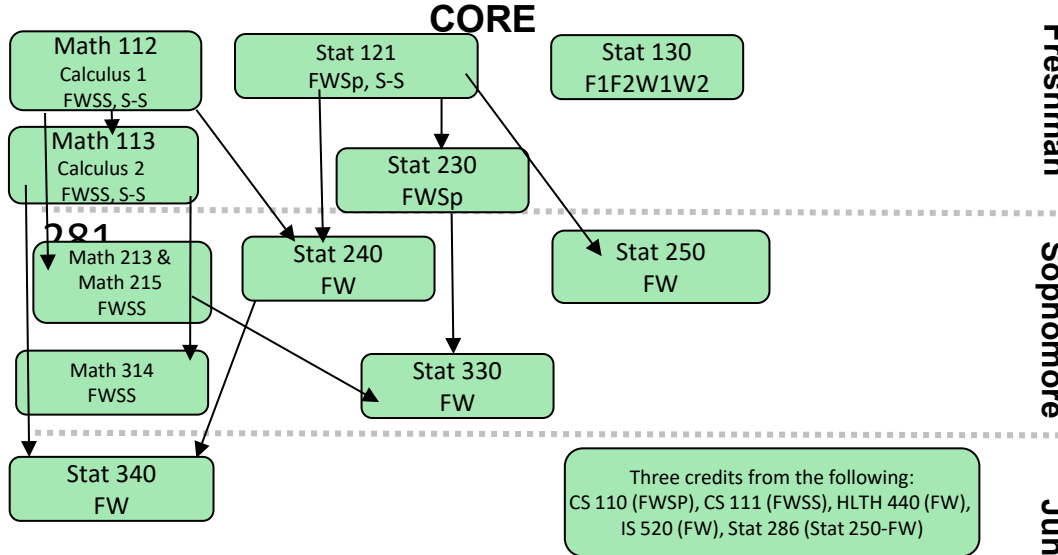 CORE
Math 112
Calculus 1
FWSS, S-S
Stat 121
FWSp, S-S
Stat 130
F1F2W1W2
Freshman
Math 113
Calculus 2
FWSS, S-S
Stat 230
FWSp
281
Math 213 &
Math 215
FWSS
Stat 240
FW
Stat 250
FW
Sophomore
Math 314
FWSS
Stat 330
FW
Stat 340
FW
Three credits from the following:
CS 110 (FWSP), CS 111 (FWSS), HLTH 440 (FW),
IS 520 (FW), Stat 286 (Stat 250-FW)
Jun